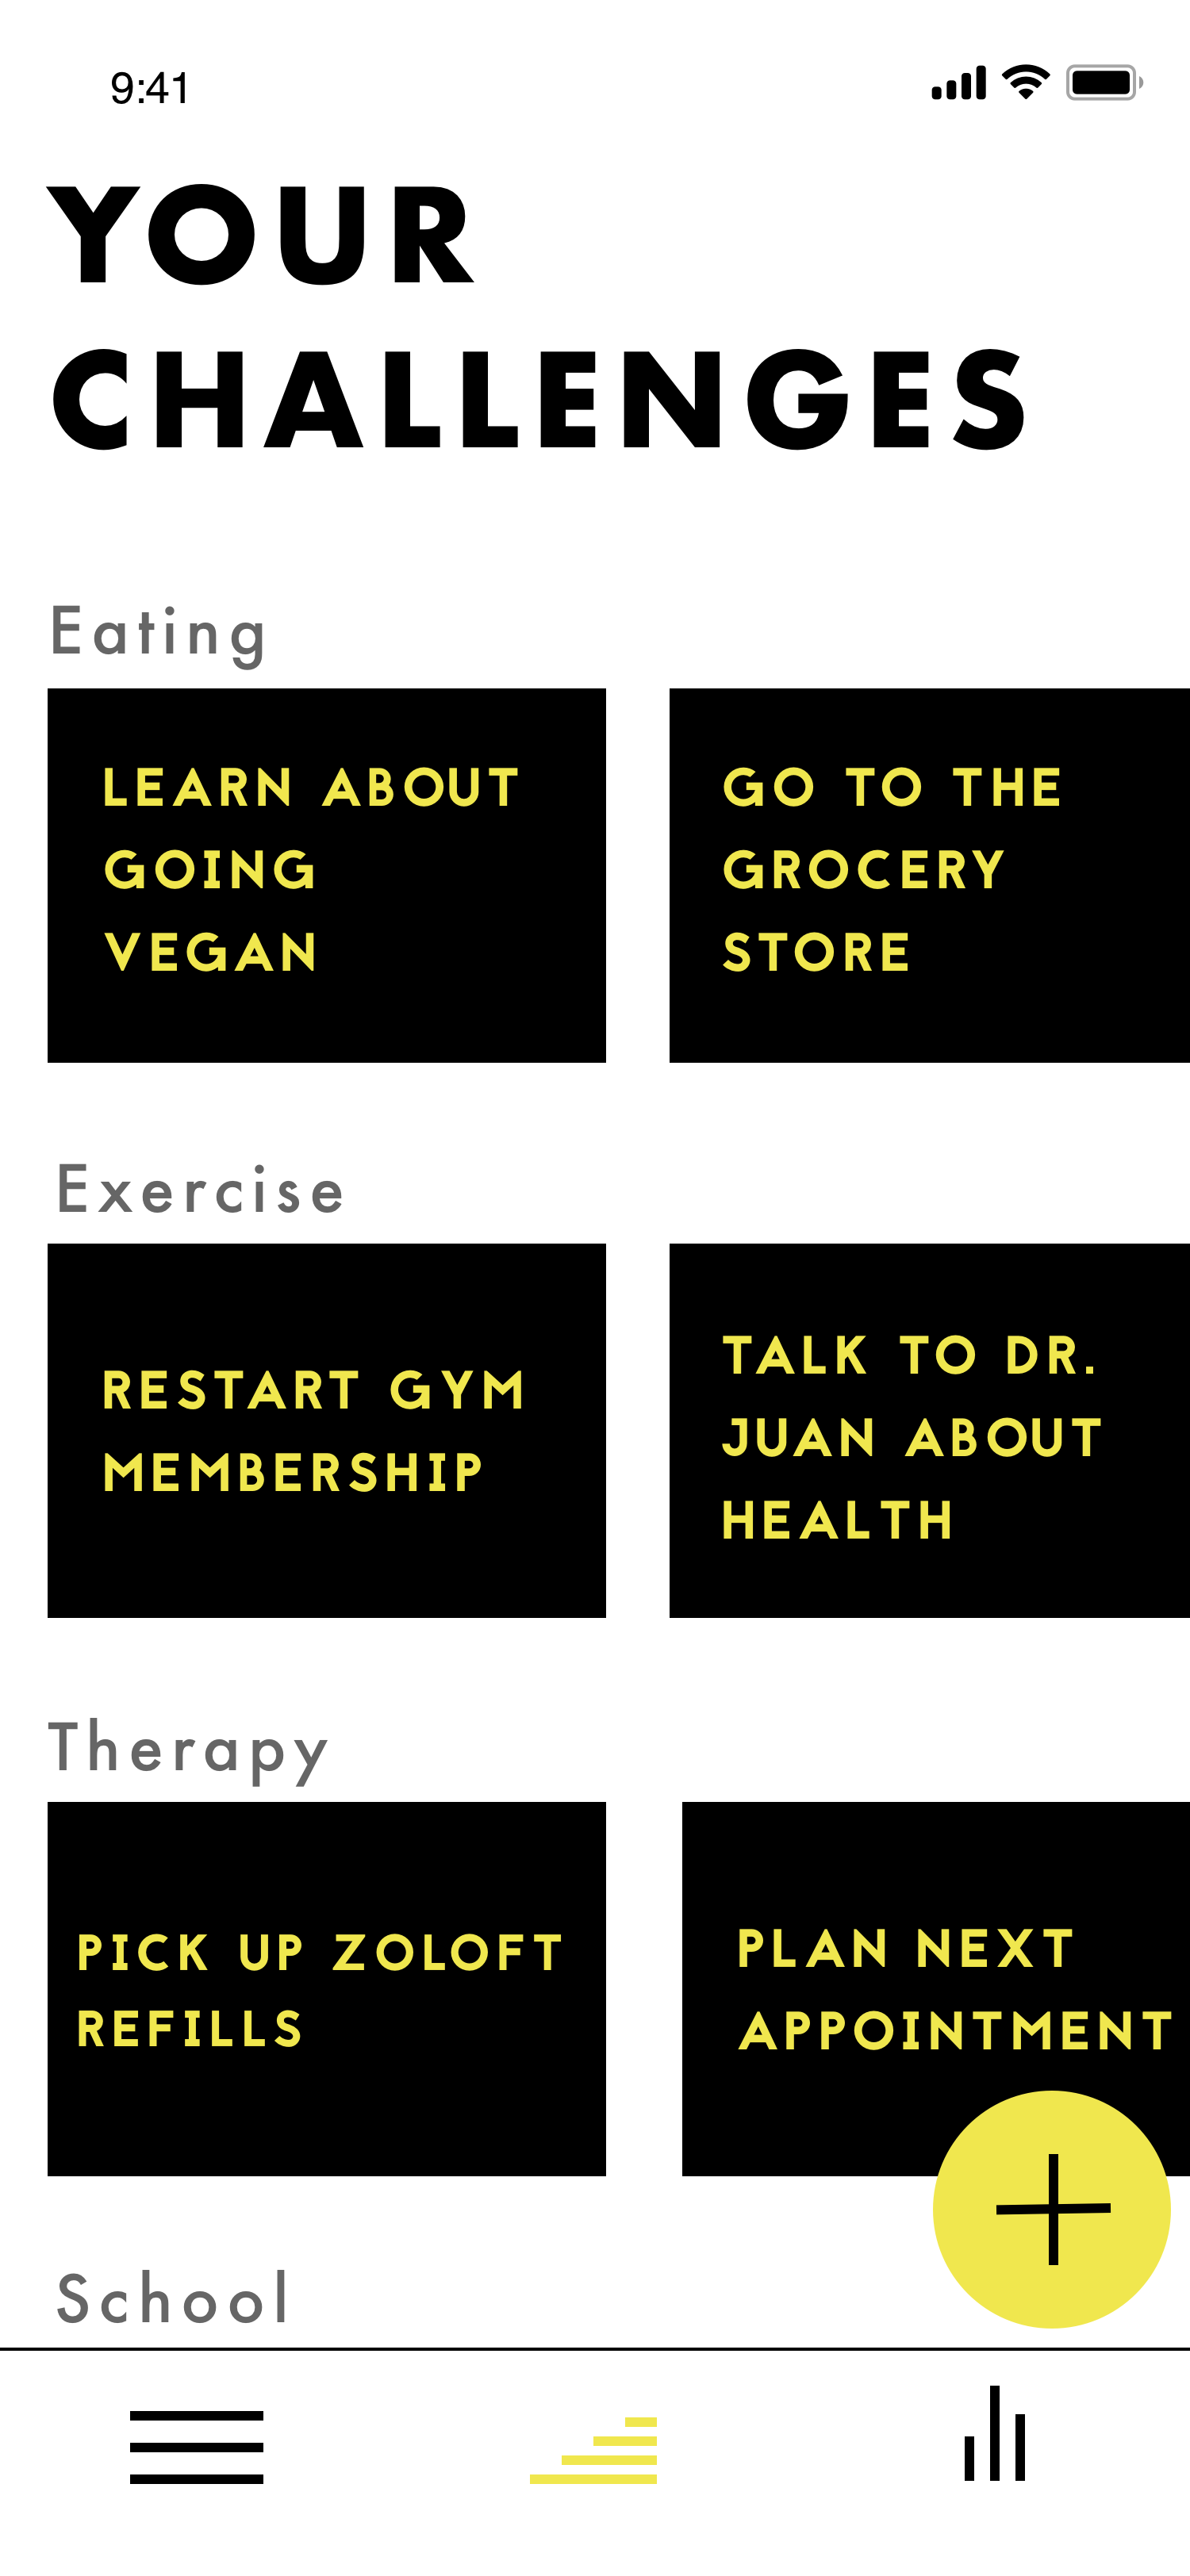 9:41
YOUR
CHALLENGES
Eating
LEARN ABOUT
GOING
VEGAN
GO TO THE
GROCERY
STORE
Exercise
RESTART GYM
MEMBERSHIP
TALK TO DR.
JUAN ABOUT
HEALTH
Therapy
PICK UP ZOLOFT
REFILLS
PLAN NEXT
APPOINTMENT
School